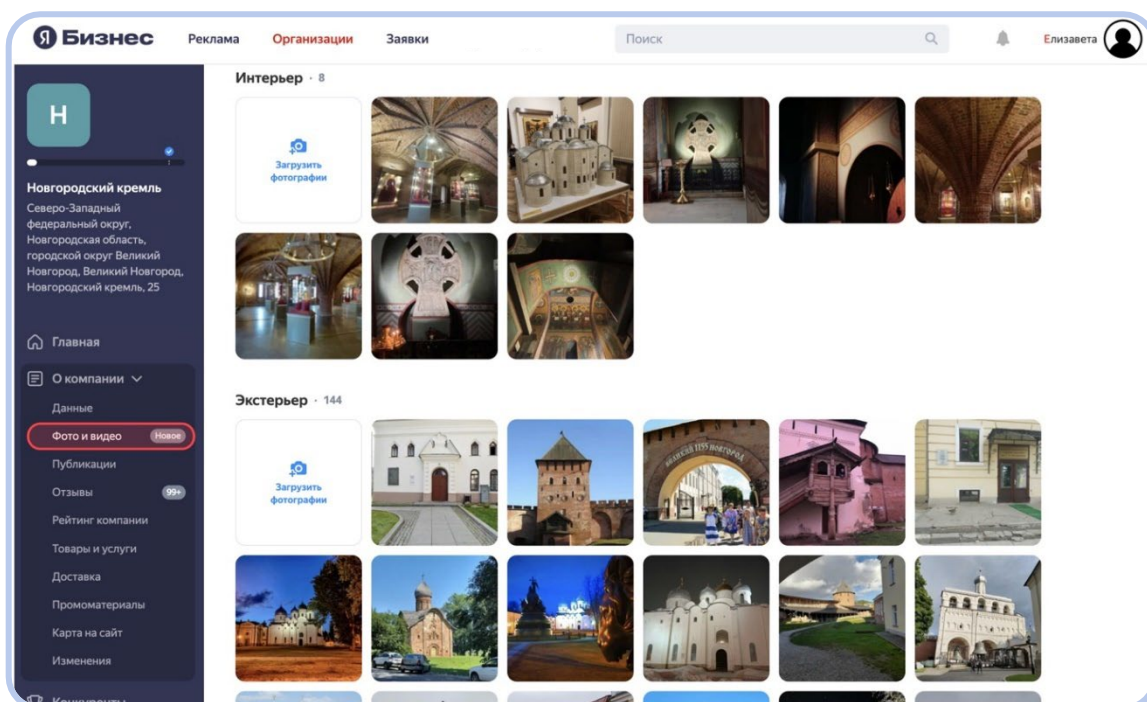 Я Бизнес
Реклама
Организации
Заявки
Поиск
Елизавета
Н
Новгородский кремль
Северо-Западный
федеральный округ,
Новгородская область,
городской округ Великий
Новгород, Великий Новгород,
Новгородский кремль, 25
Главная
О компании
Данные
Фото и видео Новое
Публикации
Отзывы 99+
Рейтинг компании
Товары и услуги
Доставка
Промоматериалы
Карта на сайт
Изменения
Конкуренты
Интерьер · 8
Загрузить
фотографии
Экстерьер · 144
Загрузить
фотографии